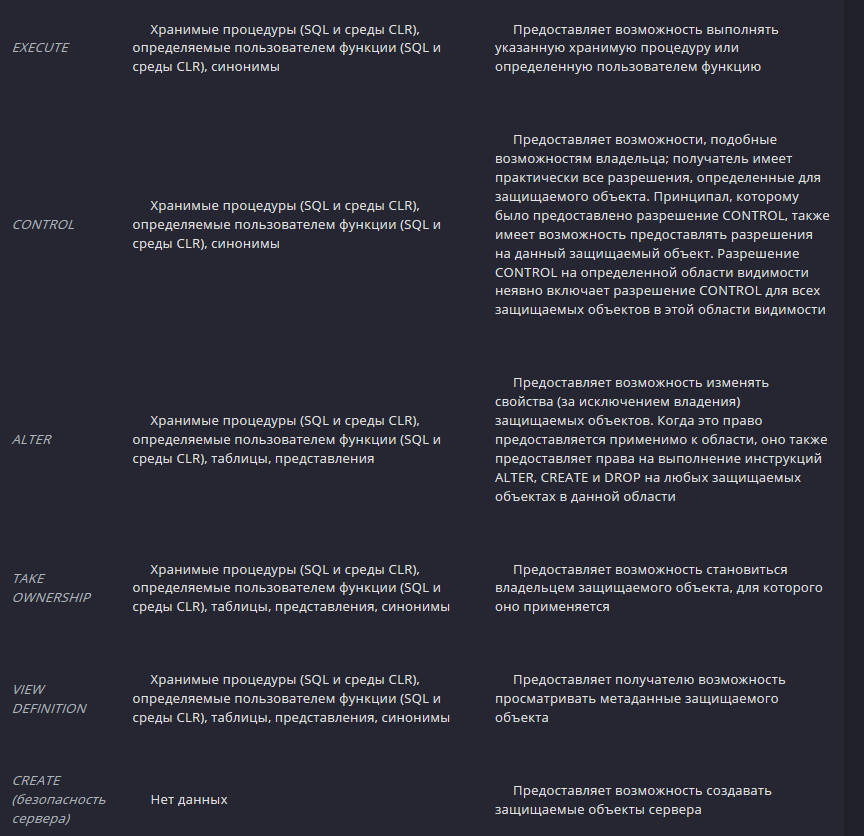 EXECUTE
Хранимые процедуры (SQL и среды CLR),
определяемые пользователем функции (SQL и
среды CLR), синонимы
Предоставляет возможность выполнять
указанную хранимую процедуру или
определенную пользователем функцию
CONTROL
Хранимые процедуры (SQL и среды CLR),
определяемые пользователем функции (SQL и
среды CLR), синонимы
Предоставляет возможности, подобные
возможностям владельца; получатель имеет
практически все разрешения, определенные для
защищаемого объекта. Принципал, которому
было предоставлено разрешение CONTROL, также
имеет возможность предоставлять разрешения
на данный защищаемый объект. Разрешение
CONTROL на определенной области видимости
неявно включает разрешение CONTROL для всех
защищаемых объектов в этой области видимости
ALTER
Хранимые процедуры (SQL и среды CLR),
определяемые пользователем функции (SQL и
среды CLR), таблицы, представления
Предоставляет возможность изменять
свойства (за исключением владения)
защищаемых объектов. Когда это право
предоставляется применимо к области, оно также
предоставляет права на выполнение инструкций
ALTER, CREATE и DROP на любых защищаемых
объектах в данной области
TAKE
OWNERSHIP
Хранимые процедуры (SQL и среды CLR),
определяемые пользователем функции (SQL и
среды CLR), таблицы, представления, синонимы
Предоставляет возможность становиться
владельцем защищаемого объекта, для которого
оно применяется
VIEW
DEFINITION
Хранимые процедуры (SQL и среды CLR),
определяемые пользователем функции (SQL и
среды CLR), таблицы, представления, синонимы
Предоставляет получателю возможность
просматривать метаданные защищаемого
объекта
CREATE
(безопасность
сервера)
Нет данных
Предоставляет возможность создавать
защищаемые объекты сервера